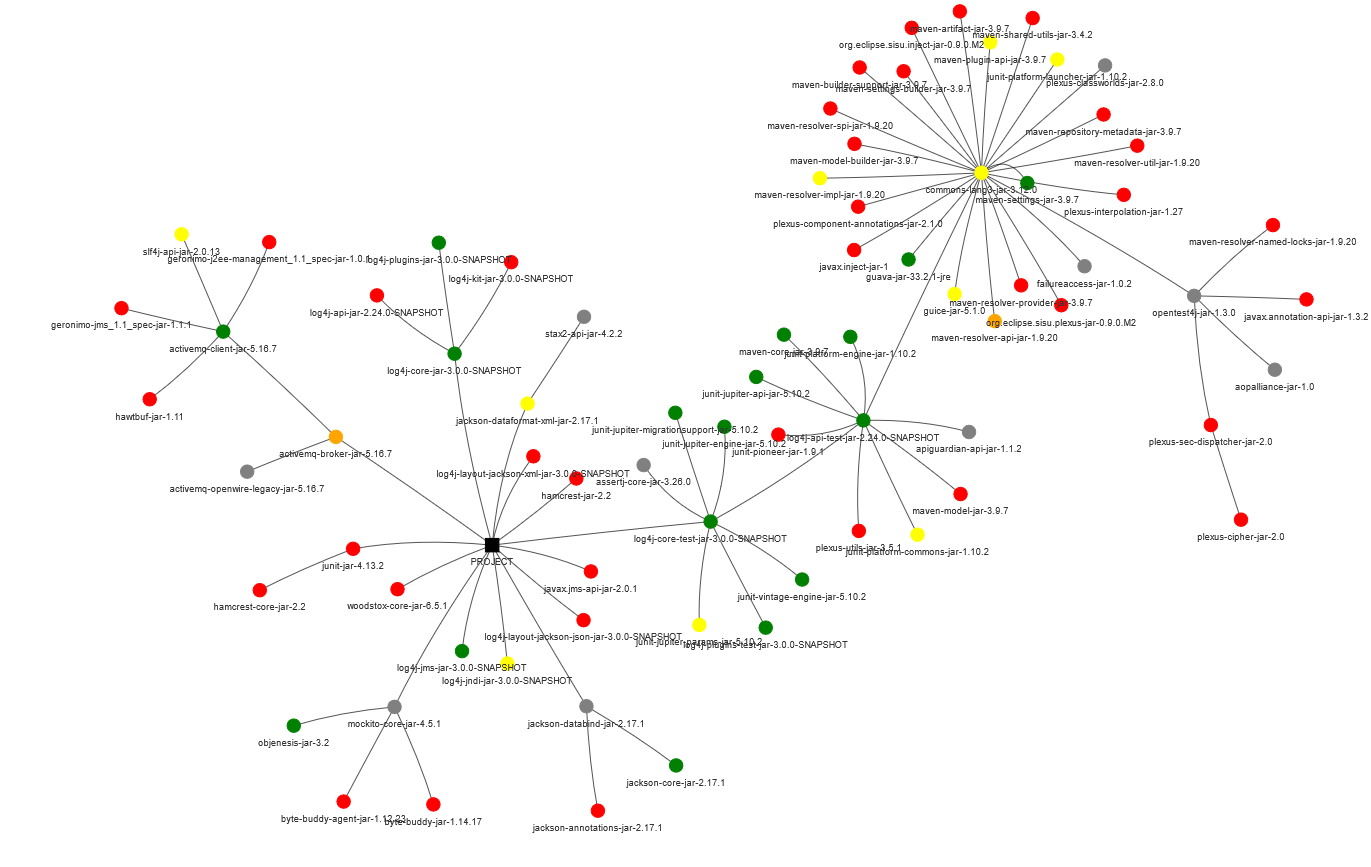 maven-artifact-jar-3.9.7
maven-shared-utils-jar-3.4.2
org.eclipse.sisu.inject-jar-0.9.0.M2
maven-plugin-api-jar-3.9.7
junit-platform-launcher-jar-1.10.2
plexus-classworlds-jar-2.8.0
maven-builder-support-jar-3.9.7
maven-settings-builder-jar-3.9.7
maven-resolver-spi-jar-1.9.20
maven-repository-metadata-jar-3.9.7
maven-model-builder-jar-3.9.7
maven-resolver-util-jar-1.9.20
maven-resolver-impl-jar-1.9.20
commons-lang3-jar-3.12.0
maven-settings-jar-3.9.7
plexus-interpolation-jar-1.27
plexus-component-annotations-jar-2.1.0
maven-resolver-named-locks-jar-1.9.20
slf4j-api-jar-2.0.13
geronimo-j2ee-management_1.1_spec-jar-1.0.1
log4j-plugins-jar-3.0.0-SNAPSHOT
javax.inject-jar-1
guava-jar-33.2.1-jre
log4j-kit-jar-3.0.0-SNAPSHOT
failureaccess-jar-1.0.2
maven-resolver-provider-jar-3.9.7
guice-jar-5.1.0
log4j-api-jar-2.24.0-SNAPSHOT
opentest4j-jar-1.3.0
javax.annotation-api-jar-1.3.2
geronimo-jms_1.1_spec-jar-1.1.1
org.eclipse.sisu.plexus-jar-0.9.0.M2
stax2-api-jar-4.2.2
maven-resolver-api-jar-1.9.20
activemq-client-jar-5.16.7
maven-core-jar-3.9.7
junit-platform-engine-jar-1.10.2
log4j-core-jar-3.0.0-SNAPSHOT
aopalliance-jar-1.0
junit-jupiter-api-jar-5.10.2
hawtbuf-jar-1.11
jackson-dataformat-xml-jar-2.17.1
junit-jupiter-migrationsupport-jar-5.10.2
log4j-api-test-jar-2.24.0-SNAPSHOT
junit-jupiter-engine-jar-5.10.2
plexus-sec-dispatcher-jar-2.0
junit-pioneer-jar-1.9.1
apiguardian-api-jar-1.1.2
activemq-broker-jar-5.16.7
log4j-layout-jackson-xml-jar-3.0.0-SNAPSHOT
assertj-core-jar-3.26.0
activemq-openwire-legacy-jar-5.16.7
hamcrest-jar-2.2
maven-model-jar-3.9.7
log4j-core-test-jar-3.0.0-SNAPSHOT
plexus-cipher-jar-2.0
plexus-utils-jar-3.5.1
junit-platform-commons-jar-1.10.2
PROJECT
junit-jar-4.13.2
javax.jms-api-jar-2.0.1
junit-vintage-engine-jar-5.10.2
hamcrest-core-jar-2.2
woodstox-core-jar-6.5.1
log4j-layout-jackson-json-jar-3.0.0-SNAPSHOT
junit-jupiter-params-jar-5.10.2
log4j-plugins-test-jar-3.0.0-SNAPSHOT
log4j-jms-jar-3.0.0-SNAPSHOT
log4j-jndi-jar-3.0.0-SNAPSHOT
mockito-core-jar-4.5.1
jackson-databind-jar-2.17.1
objenesis-jar-3.2
jackson-core-jar-2.17.1
byte-buddy-agent-jar-1.12.23
byte-buddy-jar-1.14.17
jackson-annotations-jar-2.17.1